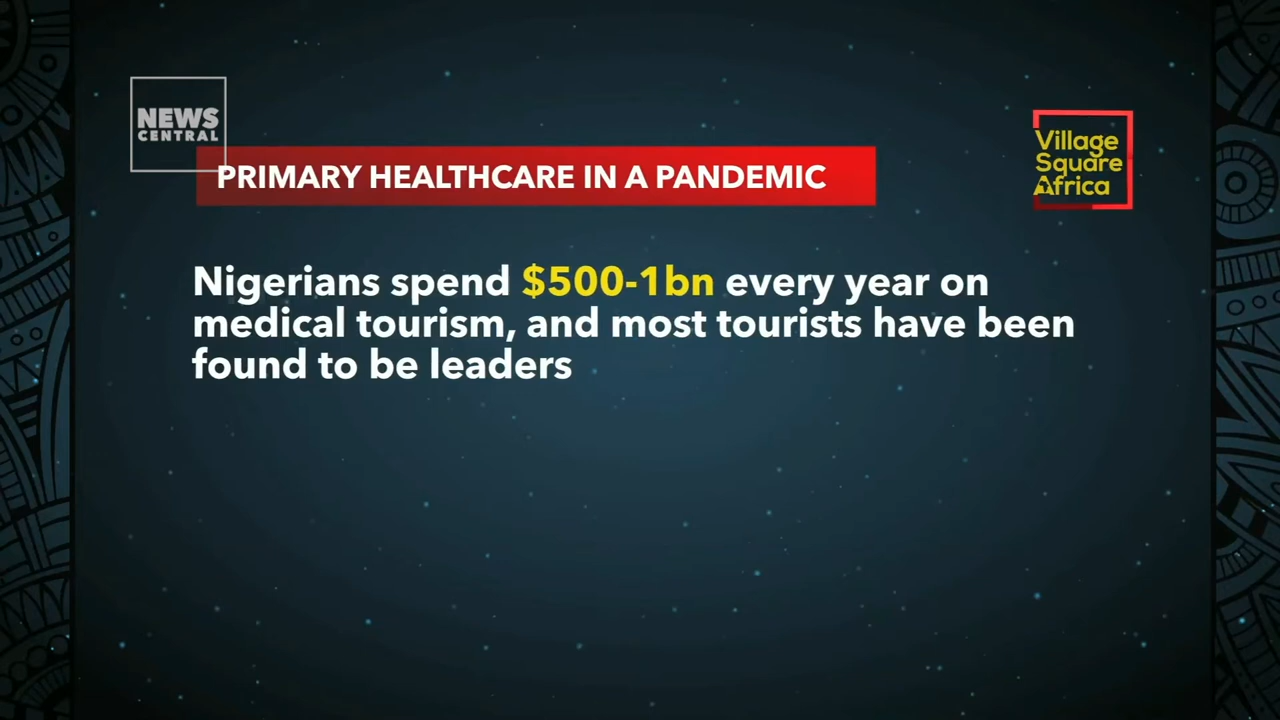 NEWS
CENTRAL
PRIMARY HEALTHCARE IN A PANDEMIC
Village
Square
Africa
Nigerians spend $500-1bn every year on
medical tourism, and most tourists have been
found to be leaders